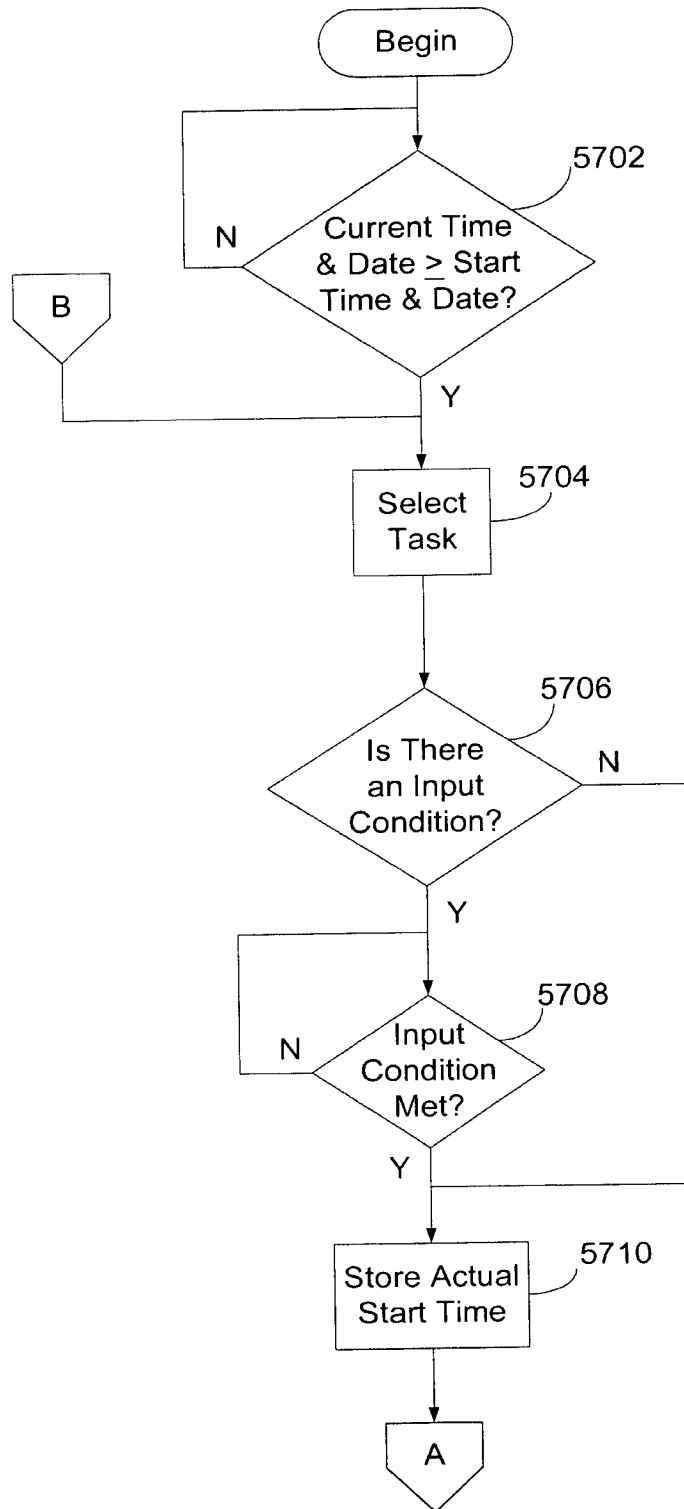 Begin
5702
Current Time
& Date ≥ Start
Time & Date?
N
B
Y
5704
Select
Task
5706
Is There
an Input
Condition?
N
Y
5708
Input
Condition
Met?
N
Y
5710
Store Actual
Start Time
A